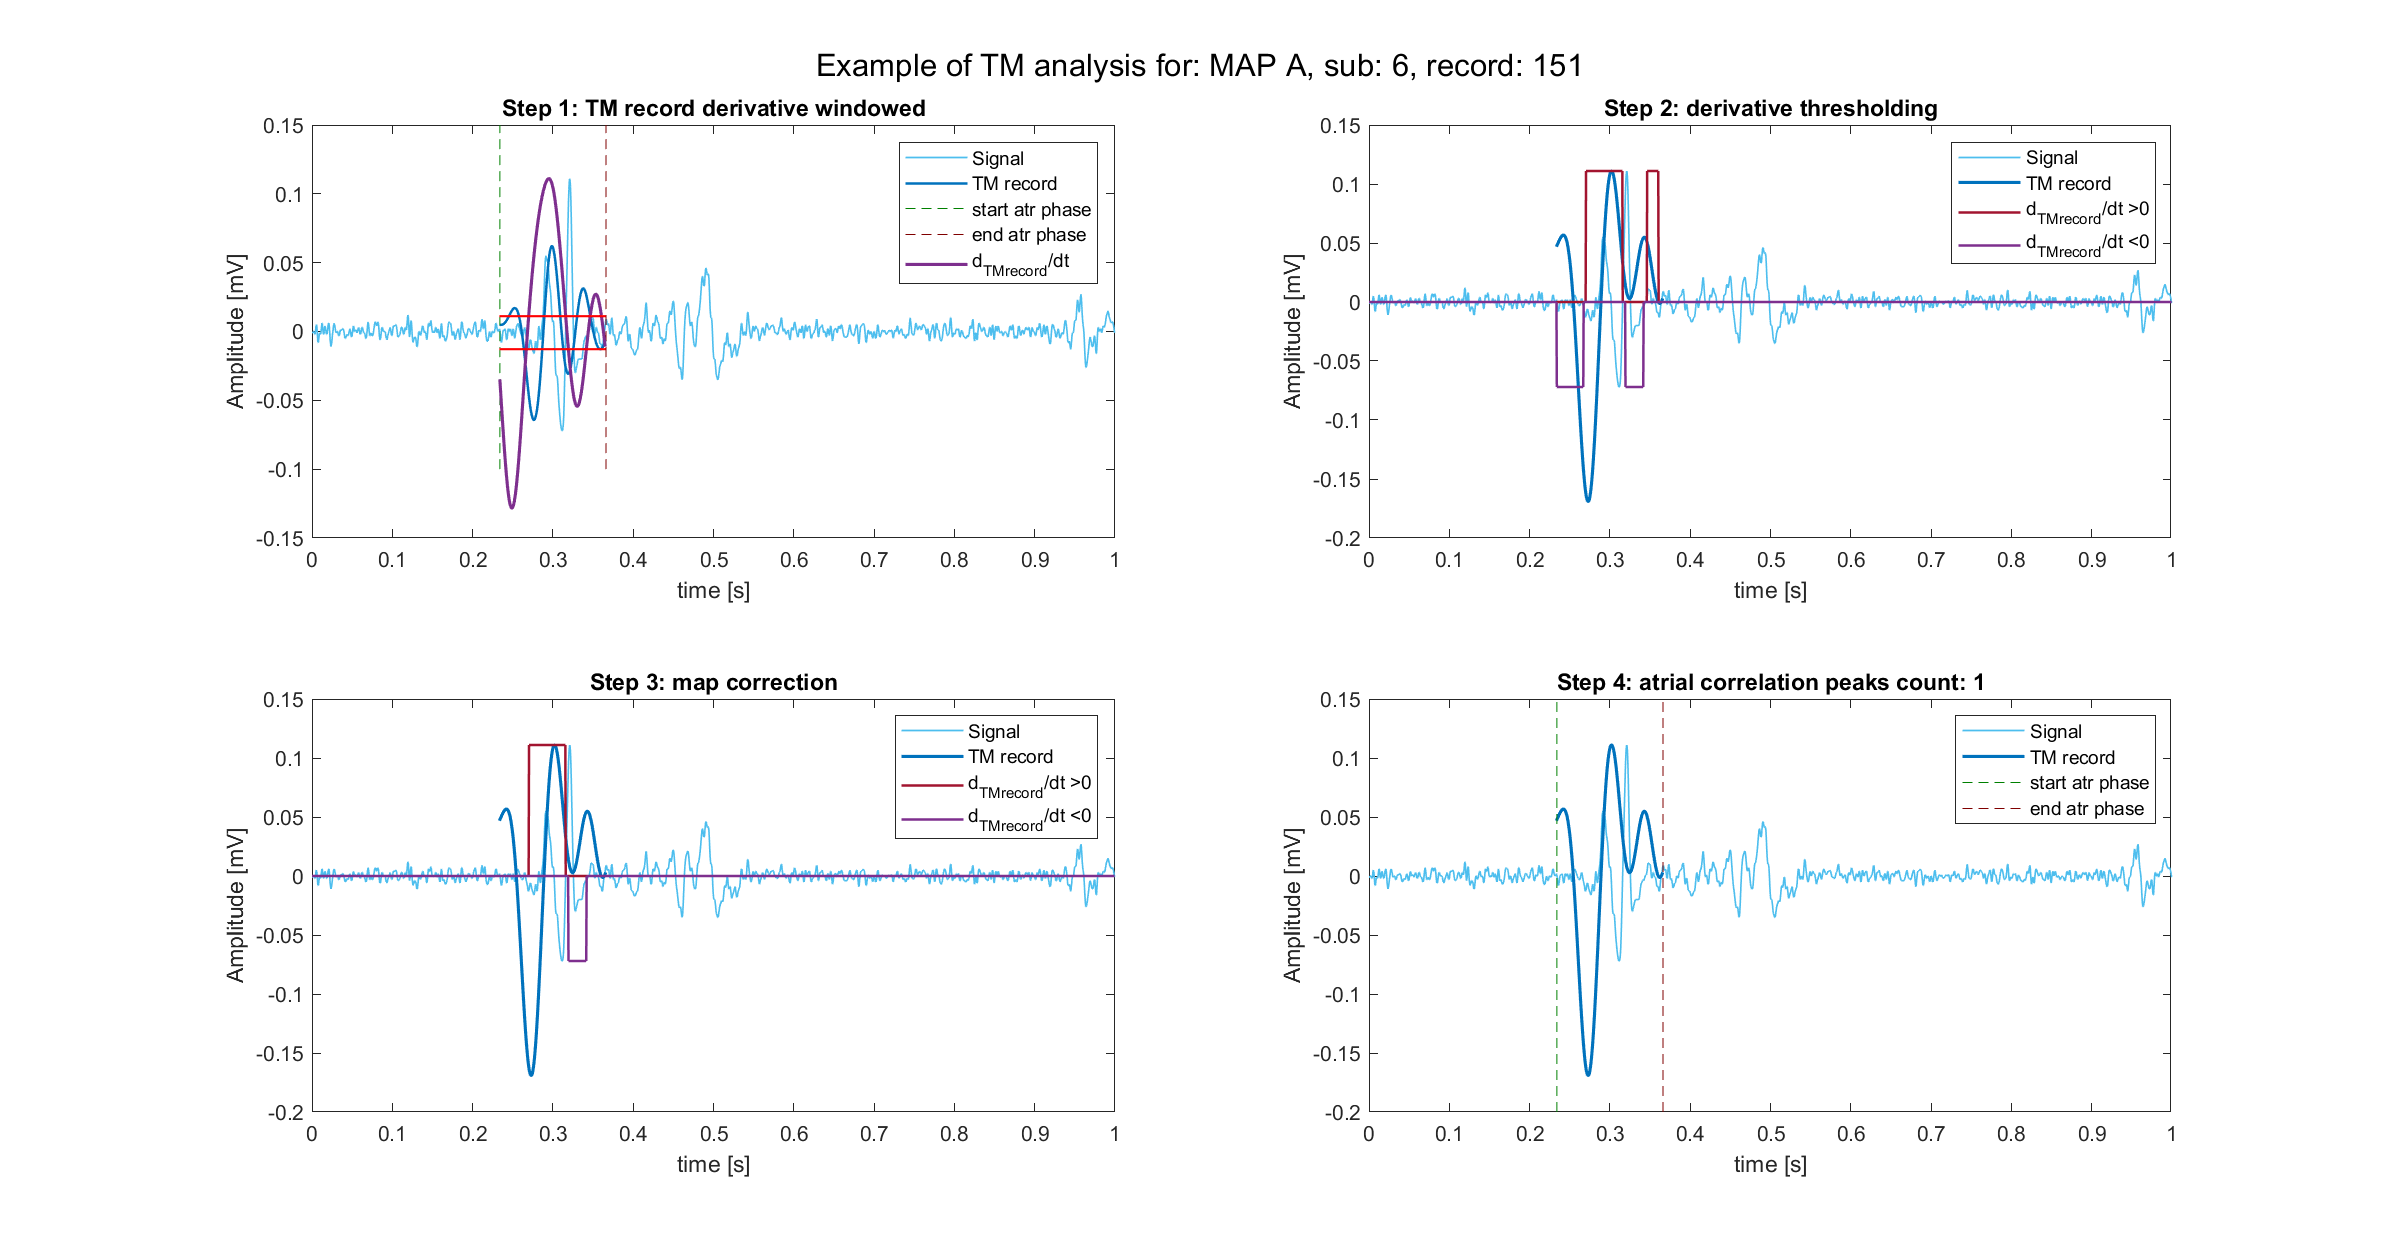 Example of TM analysis for: MAP A, sub: 6, record: 151
Step 1: TM record derivative windowed
0.15
0.1
0.05
0
-0.05
-0.1
-0.15
Amplitude [mV]
0 0.1 0.2 0.3 0.4 0.5 0.6 0.7 0.8 0.9 1
time [s]
Signal
TM record
start atr phase
end atr phase
dTMrecord/dt
Step 2: derivative thresholding
0.15
0.1
0.05
0
-0.05
-0.1
-0.15
-0.2
Amplitude [mV]
0 0.1 0.2 0.3 0.4 0.5 0.6 0.7 0.8 0.9 1
time [s]
Signal
TM record
dTMrecord/dt >0
dTMrecord/dt <0
Step 3: map correction
0.15
0.1
0.05
0
-0.05
-0.1
-0.15
-0.2
Amplitude [mV]
0 0.1 0.2 0.3 0.4 0.5 0.6 0.7 0.8 0.9 1
time [s]
Signal
TM record
dTMrecord/dt >0
dTMrecord/dt <0
Step 4: atrial correlation peaks count: 1
0.15
0.1
0.05
0
-0.05
-0.1
-0.15
-0.2
Amplitude [mV]
0 0.1 0.2 0.3 0.4 0.5 0.6 0.7 0.8 0.9 1
time [s]
Signal
TM record
start atr phase
end atr phase